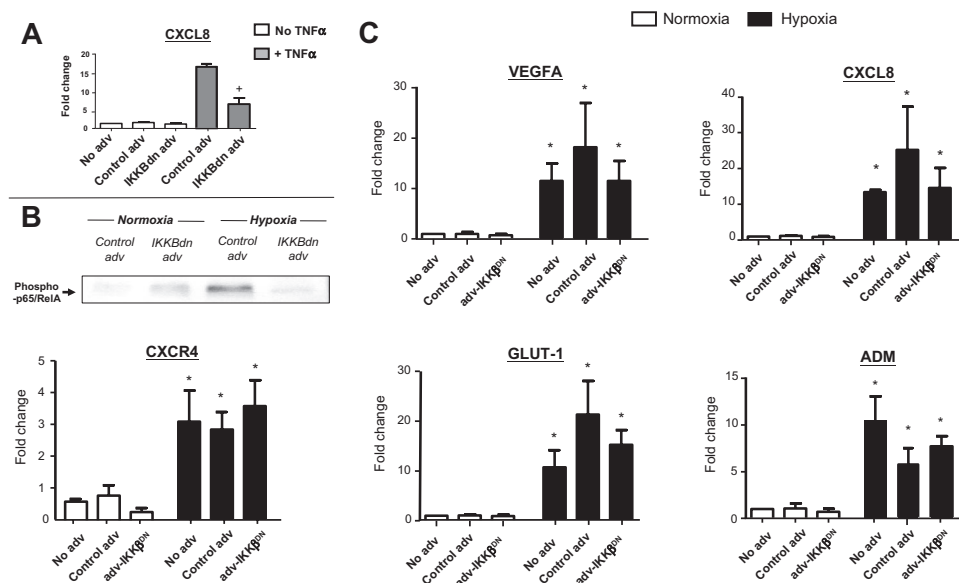 A
CXCL8
No TNFα
+ TNFα
Fold change
20
15
10
5
0
+
No adv
Control adv
IKKBdn adv
Control adv
IKKBdn adv
B
Normoxia
Hypoxia
Control adv
IKKBdn adv
Control adv
IKKBdn adv
Phospho
-p65/RelA
C
Normoxia
Hypoxia
VEGFA
Fold change
30
20
10
0
* * *
No adv
Control adv
adv-IKKβᴰᴺ
No adv
Control adv
adv-IKKβᴰᴺ
CXCL8
Fold change
40
30
20
10
0
* * *
No adv
Control adv
adv-IKKβᴰᴺ
No adv
Control adv
adv-IKKβᴰᴺ
CXCR4
Fold change
5
4
3
2
1
0
* * *
No adv
Control adv
adv-IKKβᴰᴺ
No adv
Control adv
adv-IKKβᴰᴺ
GLUT-1
Fold change
30
20
10
0
* * *
No adv
Control adv
adv-IKKβᴰᴺ
No adv
Control adv
adv-IKKβᴰᴺ
ADM
Fold change
15
10
5
0
* * *
No adv
Control adv
adv-IKKβᴰᴺ
No adv
Control adv
adv-IKKβᴰᴺ